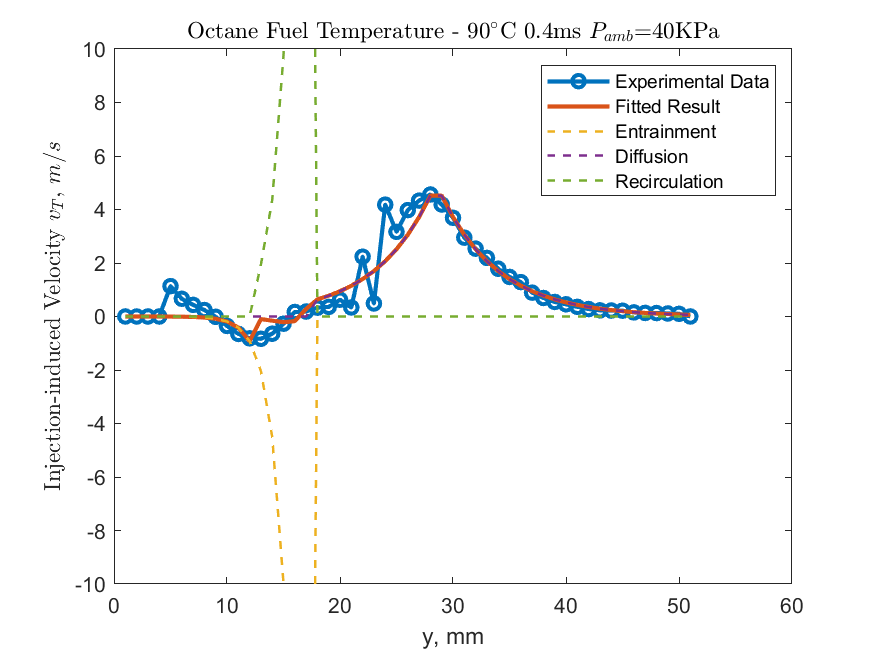 Octane Fuel Temperature - 90°C 0.4ms P_amb=40KPa
10
8
6
4
2
0
-2
-4
-6
-8
-10
Injection-induced Velocity v_T, m/s
Experimental Data
Fitted Result
Entrainment
Diffusion
Recirculation
0 10 20 30 40 50 60
y, mm